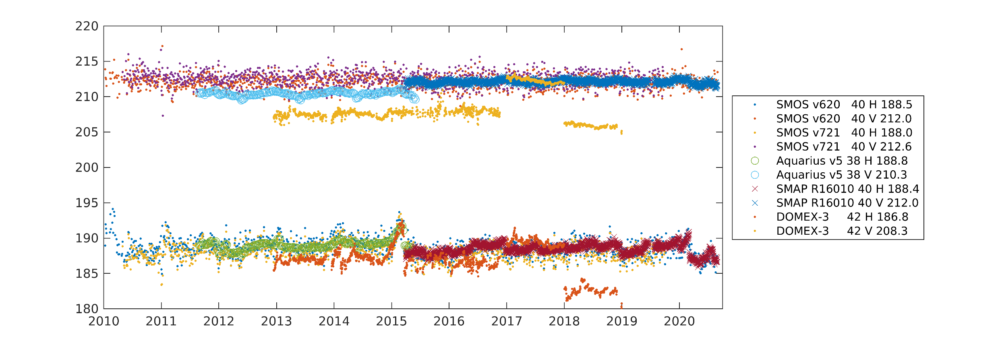 220
215
210
205
200
195
190
185
180
2010 2011 2012 2013 2014 2015 2016 2017 2018 2019 2020
SMOS v620 40 H 188.5
SMOS v620 40 V 212.0
SMOS v721 40 H 188.0
SMOS v721 40 V 212.6
Aquarius v5 38 H 188.8
Aquarius v5 38 V 210.3
SMAP R16010 40 H 188.4
SMAP R16010 40 V 212.0
DOMEX-3 42 H 186.8
DOMEX-3 42 V 208.3